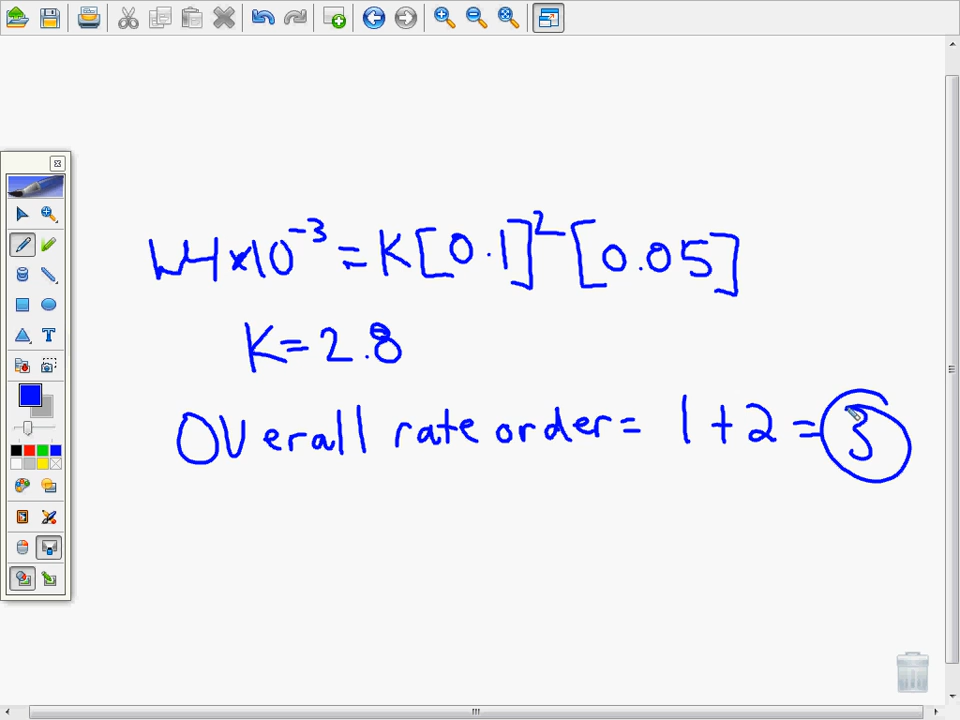 1.4×10⁻³ = K[0.1]² [0.05]
K = 2.8
Overall rate order = 1 + 2 = 3